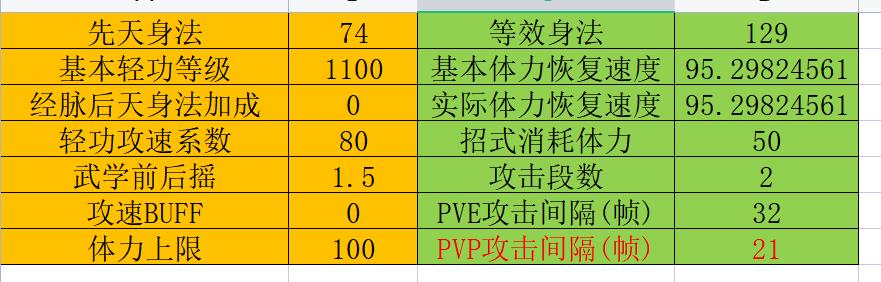 先天身法 74 等效身法 129
基本轻功等级 1100 基本体力恢复速度 95.29824561
经脉后天身法加成 0 实际体力恢复速度 95.29824561
轻功攻速系数 80 招式消耗体力 50
武学前后摇 1.5 攻击段数 2
攻速BUFF 0 PVE攻击间隔(帧) 32
体力上限 100 PVP攻击间隔(帧) 21